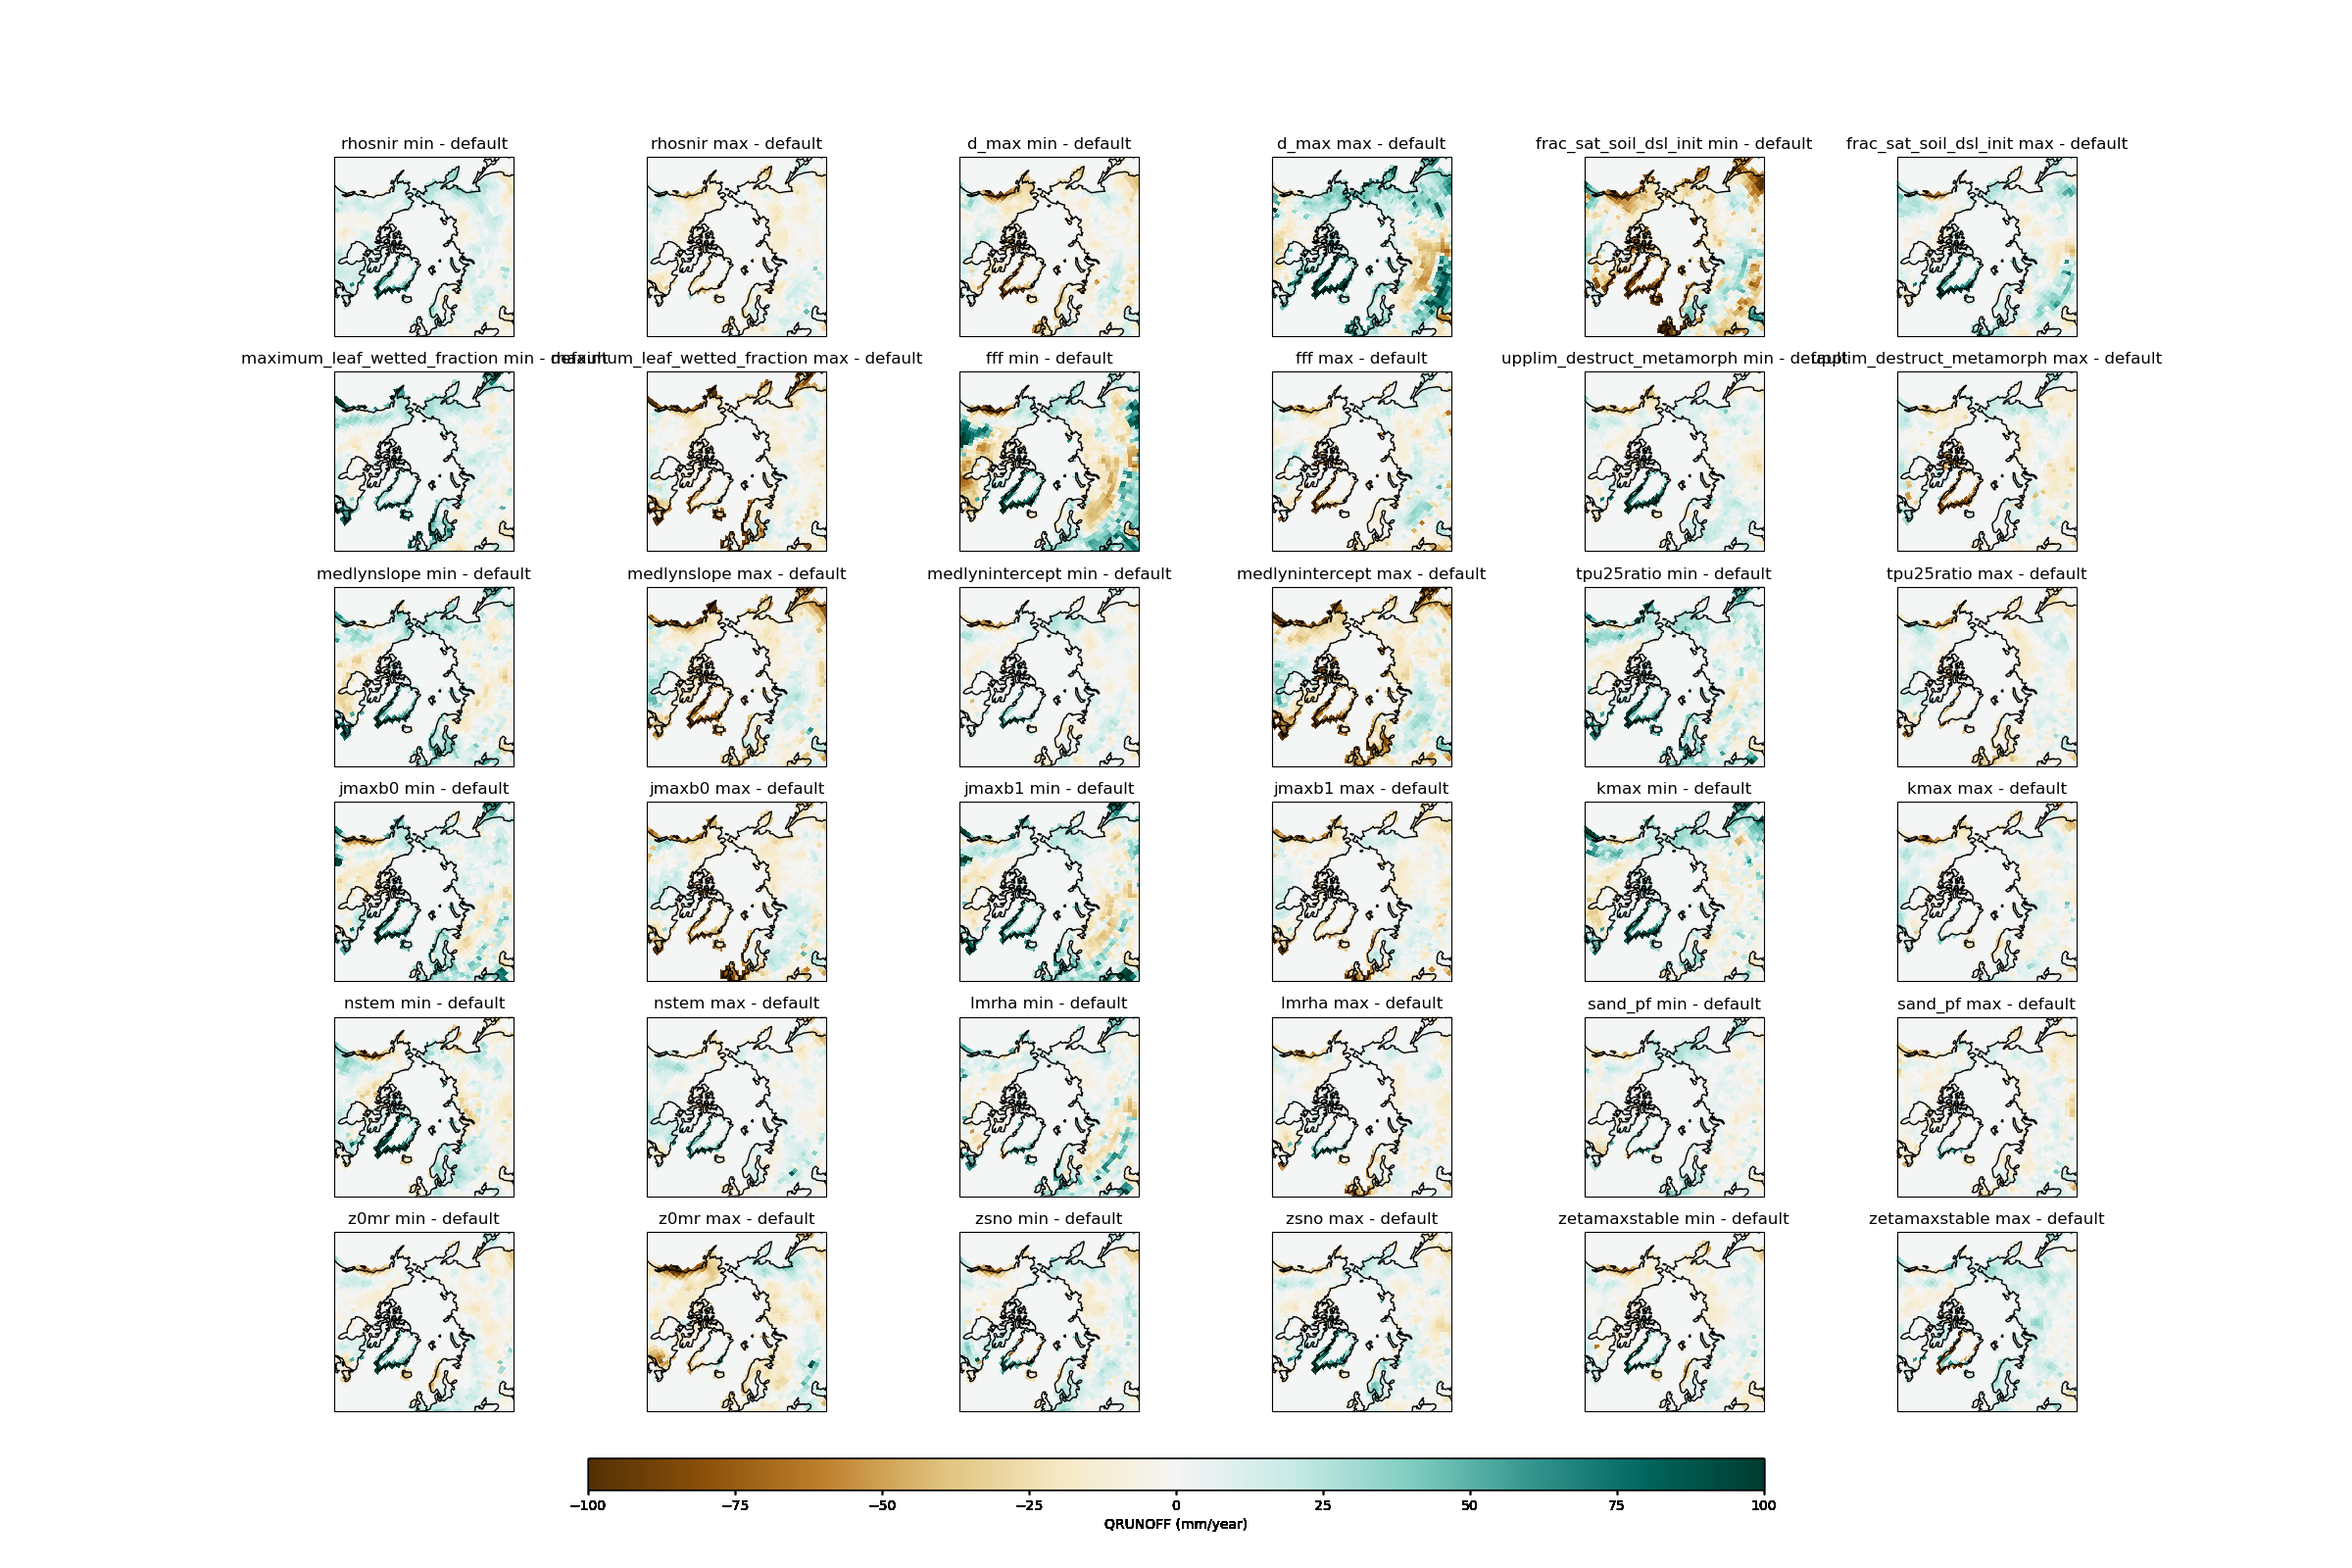 rhosnir min - default
rhosnir max - default
d_max min - default
d_max max - default
frac_sat_soil_dsl_init min - default
frac_sat_soil_dsl_init max - default
maximum_leaf_wetted_fraction min - default
maximum_leaf_wetted_fraction max - default
fff min - default
fff max - default
upplim_destruct_metamorph min - default
upplim_destruct_metamorph max - default
medlynslope min - default
medlynslope max - default
medlynintercept min - default
medlynintercept max - default
tpu25ratio min - default
tpu25ratio max - default
jmaxb0 min - default
jmaxb0 max - default
jmaxb1 min - default
jmaxb1 max - default
kmax min - default
kmax max - default
nstem min - default
nstem max - default
lmrha min - default
lmrha max - default
sand_pf min - default
sand_pf max - default
z0mr min - default
z0mr max - default
zsno min - default
zsno max - default
zetamaxstable min - default
zetamaxstable max - default
−100 −75 −50 −25 0 25 50 75 100
QRUNOFF (mm/year)